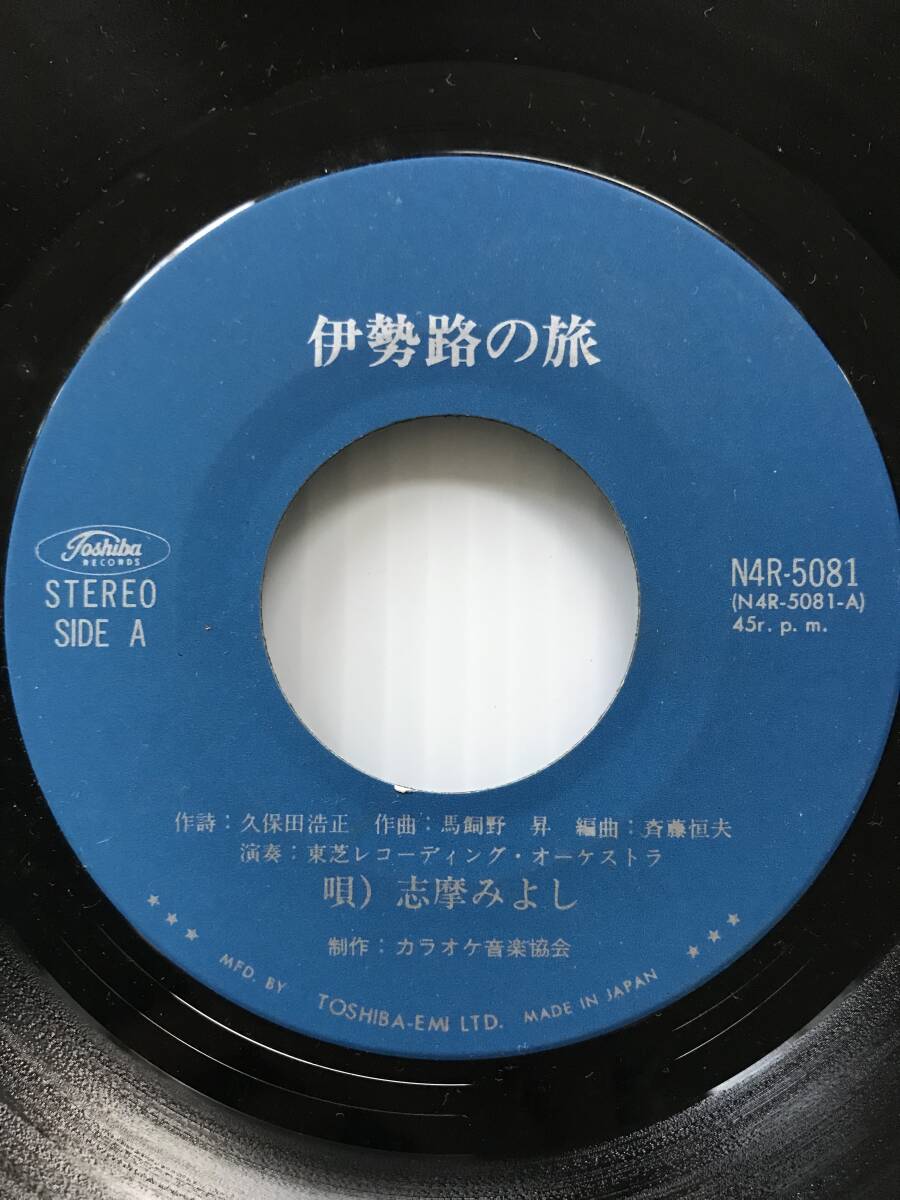 伊勢路の旅
Toshiba
RECORDS
STEREO
SIDE A
N4R-5081
(N4R-5081-A)
45r. p. m.
作詩：久保田浩正　作曲：馬飼野　昇　編曲：斉藤恒夫
演奏：東芝レコーディング・オーケストラ
唄）志摩みよし
制作：カラオケ音楽協会
★★★ MFD. BY TOSHIBA-EMI LTD. MADE IN JAPAN ★★★